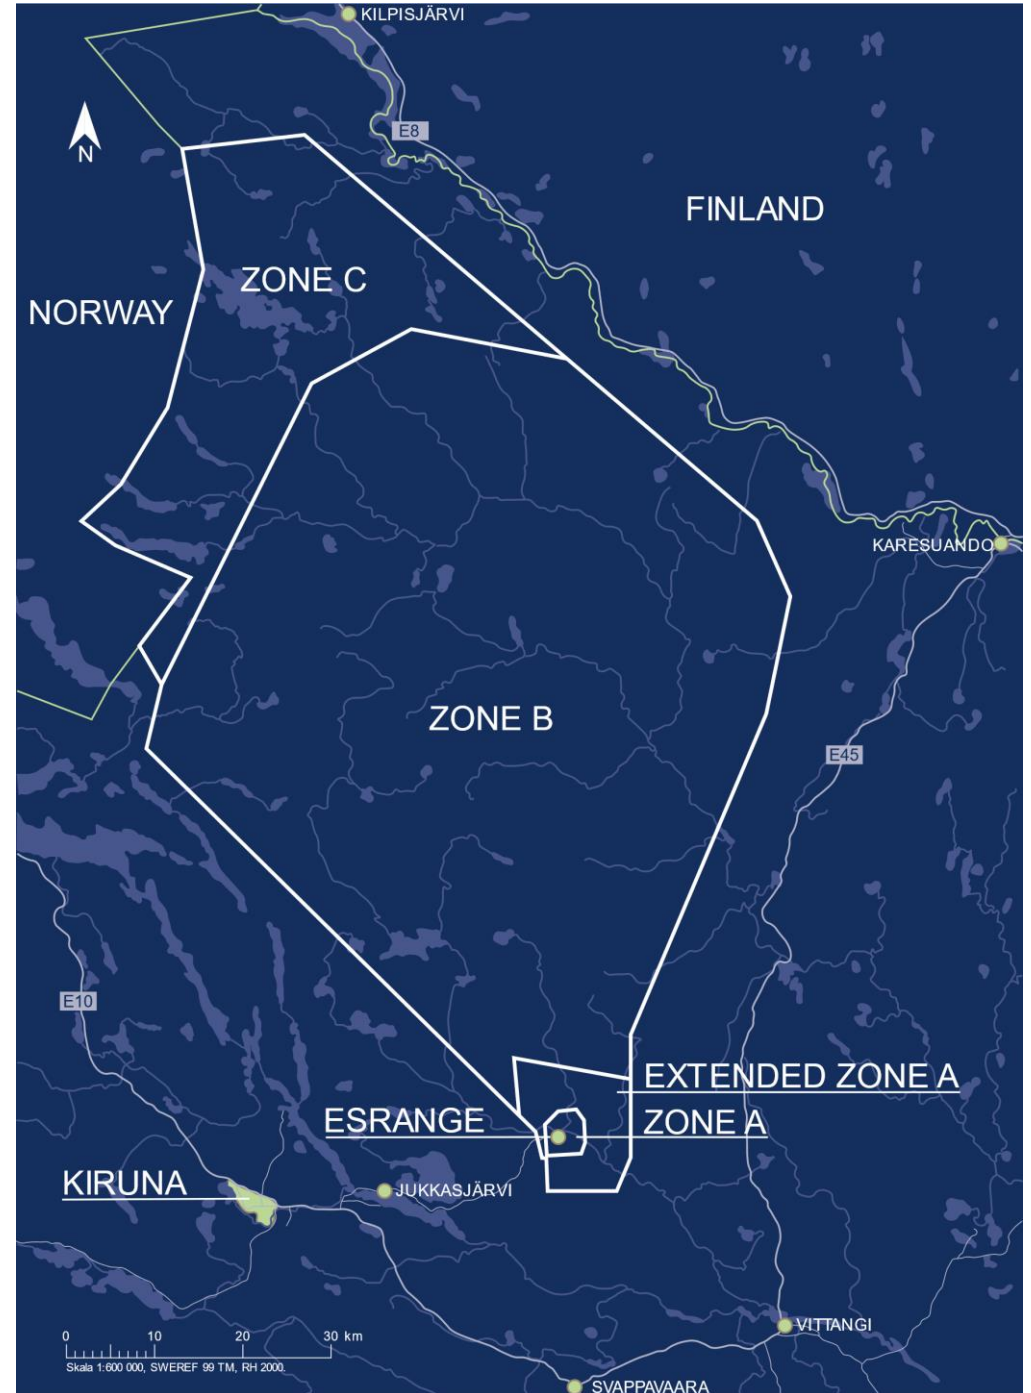 KILPISJÄRVI
E8
N
FINLAND
ZONE C
NORWAY
KARESUANDO
ZONE B
E45
E10
EXTENDED ZONE A
ESRANGE
ZONE A
KIRUNA
JUKKASJÄRVI
VITTANGI
0 10 20 30 km
Skala 1:600 000, SWEREF 99 TM, RH 2000.
SVAPPAVAARA